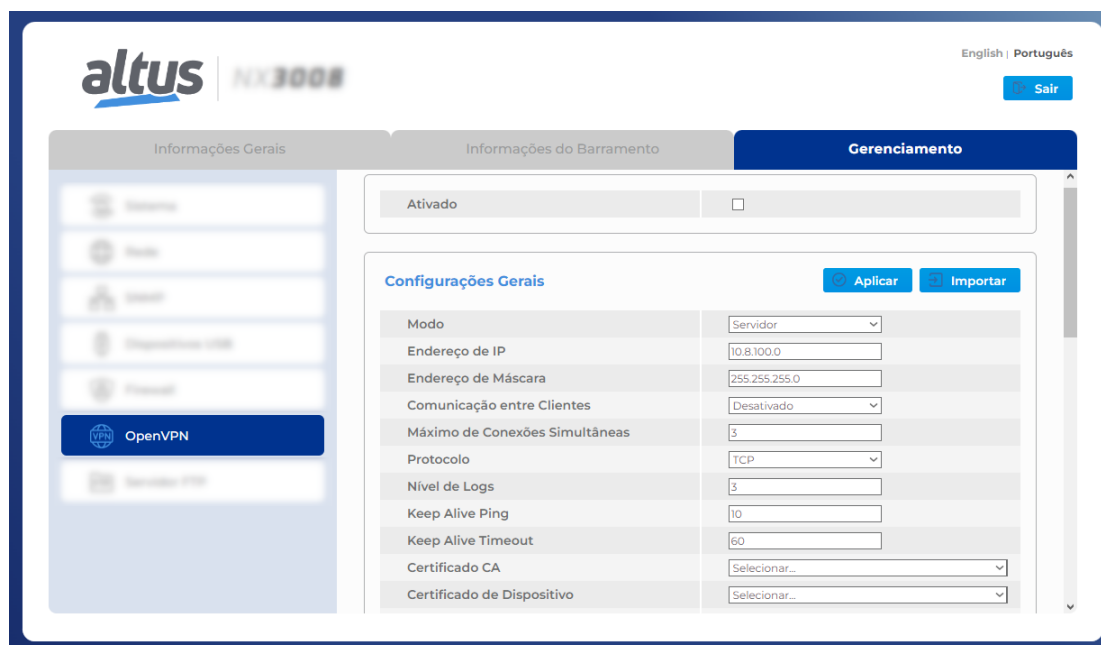 English | Português
altus
NX3008
Sair
Informações Gerais
Informações do Barramento
Gerenciamento
Ativado
Configurações Gerais
Aplicar
Importar
Modo
Servidor
Endereço de IP
10.8.100.0
Endereço de Máscara
255.255.255.0
Comunicação entre Clientes
Desativado
Máximo de Conexões Simultâneas
3
Protocolo
TCP
Nível de Logs
3
Keep Alive Ping
10
Keep Alive Timeout
60
Certificado CA
Selecionar...
Certificado de Dispositivo
Selecionar...
VPN
OpenVPN